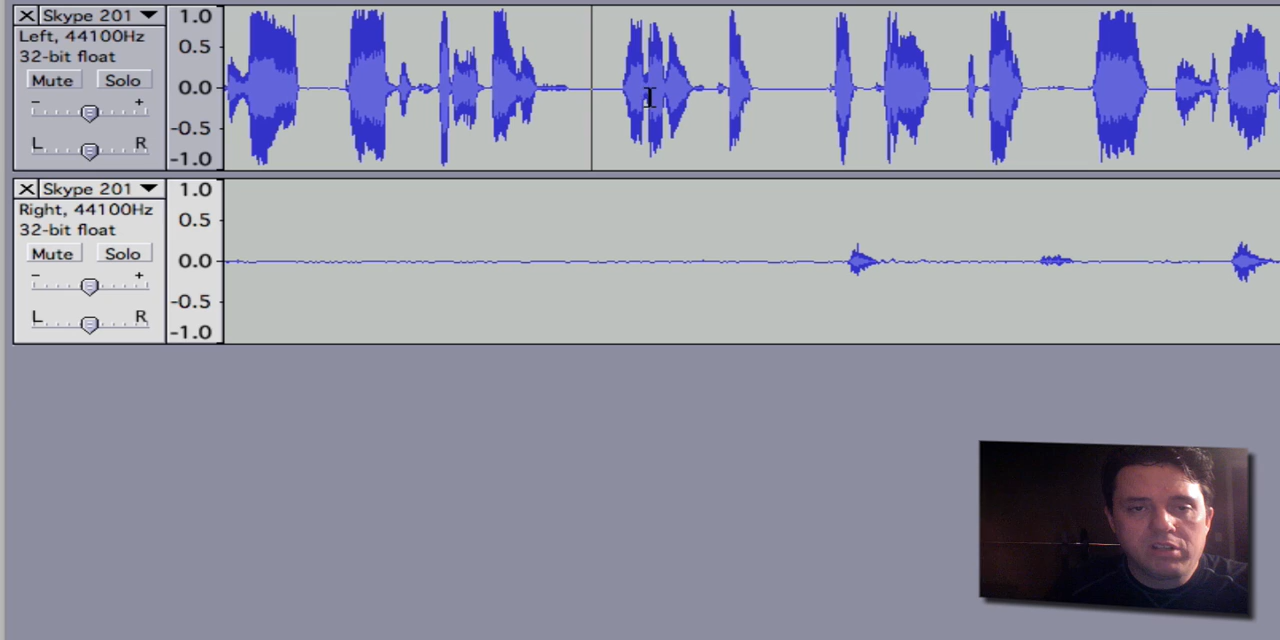 X Skype 201
Left, 44100Hz
32-bit float
Mute Solo
- +
L R
1.0
0.5
0.0
-0.5
-1.0
X Skype 201
Right, 44100Hz
32-bit float
Mute Solo
- +
L R
1.0
0.5
0.0
-0.5
-1.0